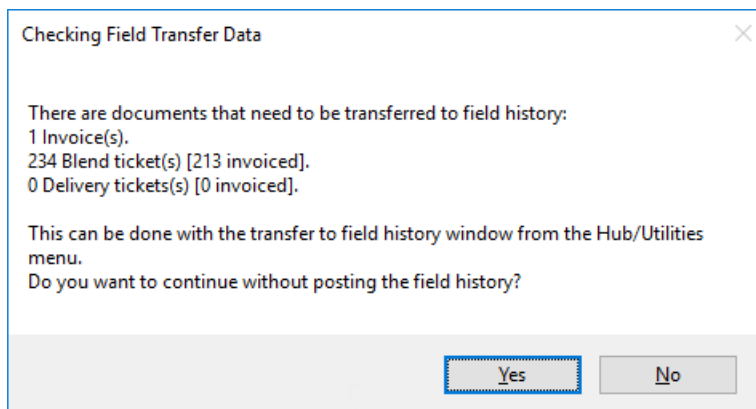 Checking Field Transfer Data
There are documents that need to be transferred to field history:
1 Invoice(s).
234 Blend ticket(s) [213 invoiced].
0 Delivery tickets(s) [0 invoiced].
This can be done with the transfer to field history window from the Hub/Utilities
menu.
Do you want to continue without posting the field history?
Yes
No